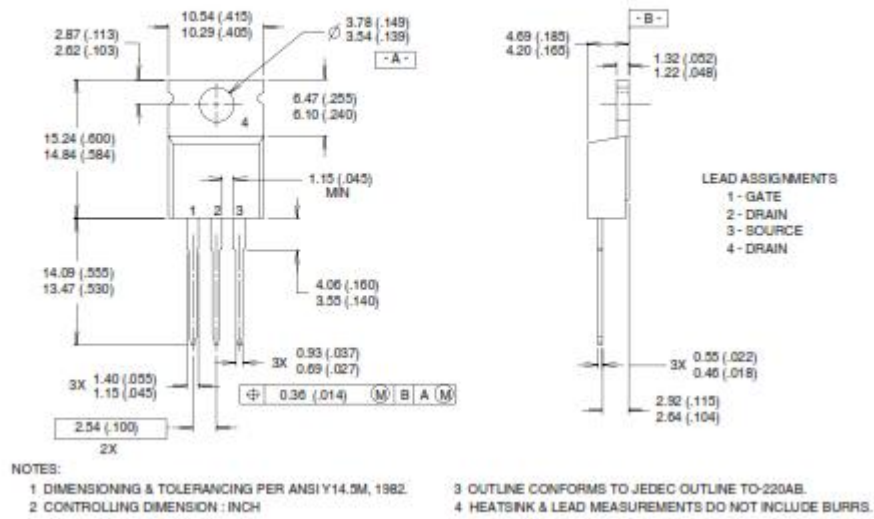 10.54 (.415)
10.29 (.405)
2.87 (.113)
2.62 (.103)
Ø 3.78 (.149)
3.54 (.139)
- A -
4
6.47 (.255)
6.10 (.240)
15.24 (.600)
14.84 (.584)
1.15 (.045)
MIN
1 2 3
14.09 (.555)
13.47 (.530)
4.06 (.160)
3.55 (.140)
3X 0.93 (.037)
0.69 (.027)
3X 1.40 (.055)
1.15 (.045)
⌖ 0.36 (.014) Ⓜ B A Ⓜ
2.54 (.100)
2X
- B -
4.69 (.185)
4.20 (.165)
1.32 (.052)
1.22 (.048)
LEAD ASSIGNMENTS
1 - GATE
2 - DRAIN
3 - SOURCE
4 - DRAIN
3X 0.55 (.022)
0.46 (.018)
2.92 (.115)
2.64 (.104)
NOTES:
1 DIMENSIONING & TOLERANCING PER ANSI Y14.5M, 1982.
2 CONTROLLING DIMENSION : INCH
3 OUTLINE CONFORMS TO JEDEC OUTLINE TO-220AB.
4 HEATSINK & LEAD MEASUREMENTS DO NOT INCLUDE BURRS.